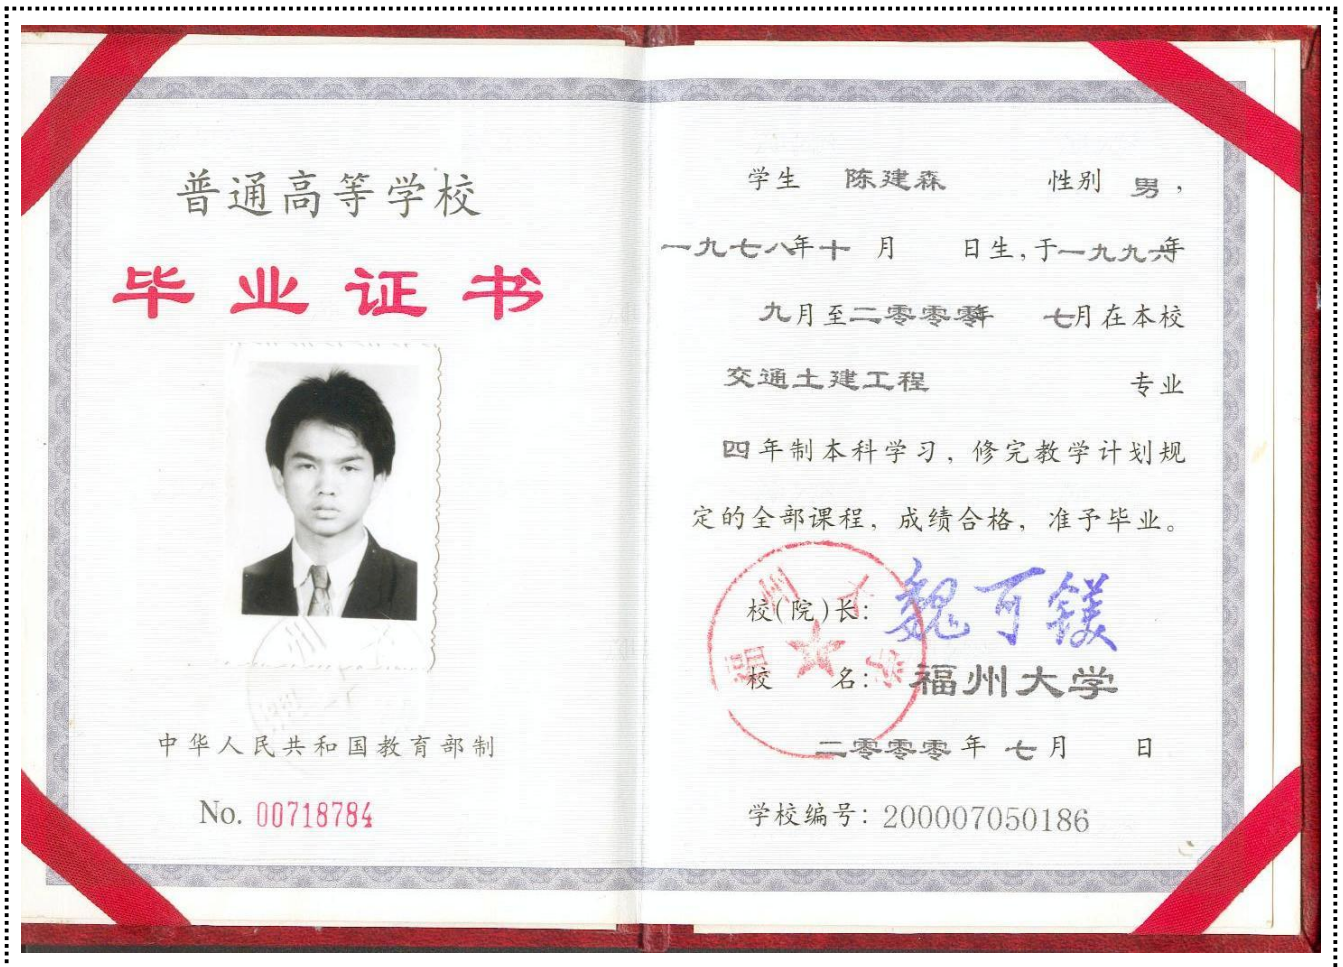 普通高等学校
毕业证书
中华人民共和国教育部制
No. 00718784
学生 陈建森 性别 男，
一九七八年十 月 日生，于一九九六年
九月至二零零零年 七月在本校
交通土建工程 专业
四年制本科学习，修完教学计划规
定的全部课程，成绩合格，准予毕业。
校（院）长：魏可镁
校 名：福州大学
福州大学
二零零零 年 七月 日
学校编号：200007050186